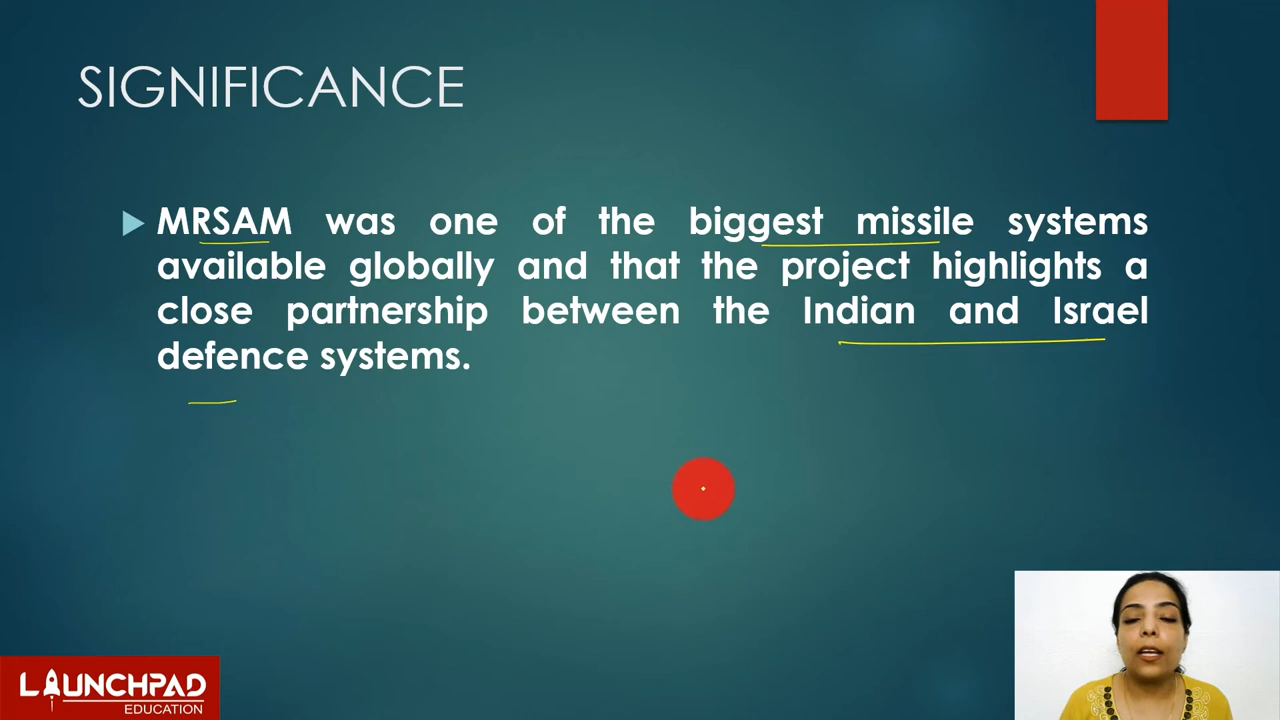 SIGNIFICANCE
MRSAM was one of the biggest missile systems
available globally and that the project highlights a
close partnership between the Indian and Israel
defence systems.
LAUNCHPAD
EDUCATION